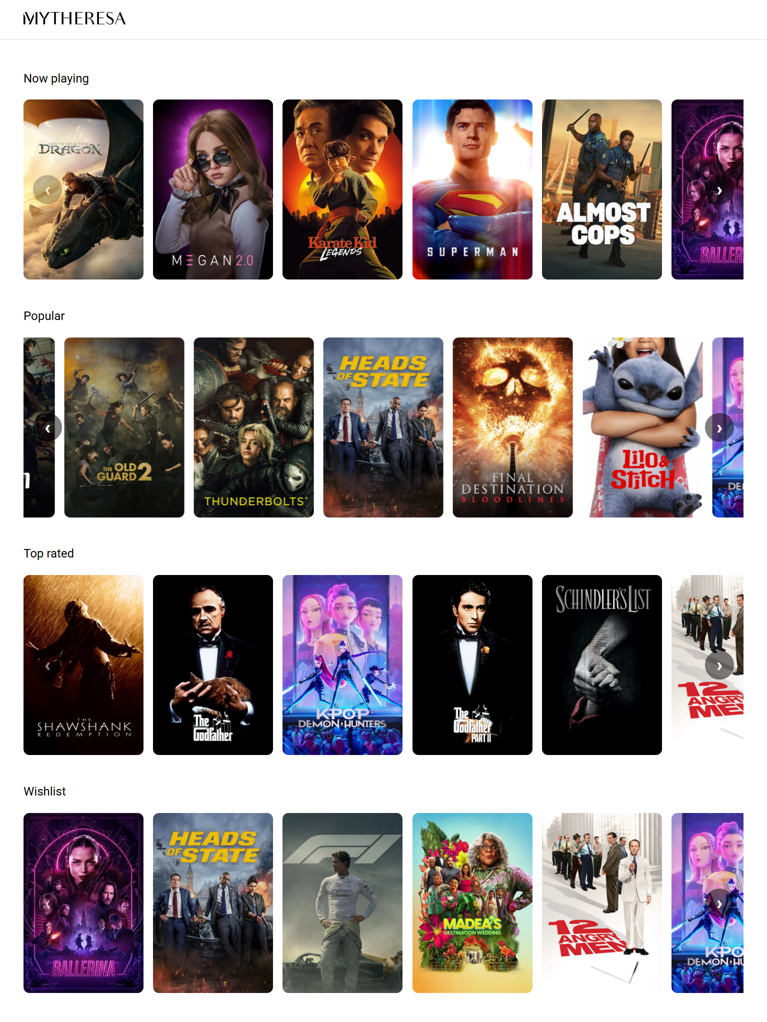 MYTHERESA
Now playing
DRAGON
M3GAN 2.0
Karate Kid
LEGENDS
SUPERMAN
ALMOST
COPS
BALLER
Popular
THE OLD
GUARD 2
THUNDERBOLTS*
HEADS
OF STATE
FINAL
DESTINATION
BLOODLINES
Lilo &
Stitch
DE
Top rated
THE
SHAWSHANK
REDEMPTION
The
Godfather
KPOP
DEMON HUNTERS
The
Godfather
PART II
SCHINDLER'S LIST
12
ANGRY
MEN
Wishlist
BALLERINA
HEADS
OF STATE
F1
MADEA'S
DESTINATION WEDDING
12
ANGRY
MEN
KPO
DEMON HU